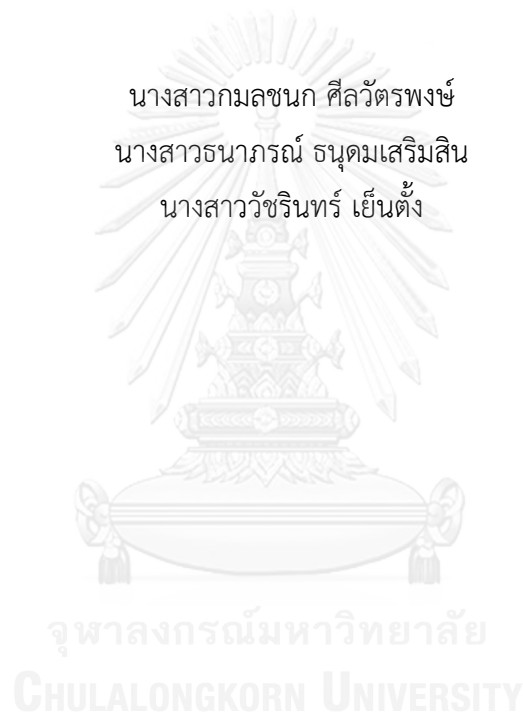 นางสาวกมลชนก ศีลวัตรพงษ์
นางสาวธนาภรณ์ ธนุดมเสริมสิน
นางสาววัชรินทร์ เย็นตั้ง
จุฬาลงกรณ์มหาวิทยาลัย
CHULALONGKORN UNIVERSITY